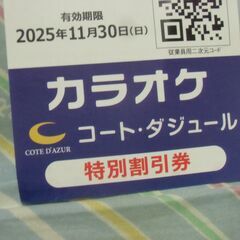 有効期限
2025年11月30日(日)
従業員用二次元コード
カラオケ
コート・ダジュール
COTE D'AZUR
特別割引券